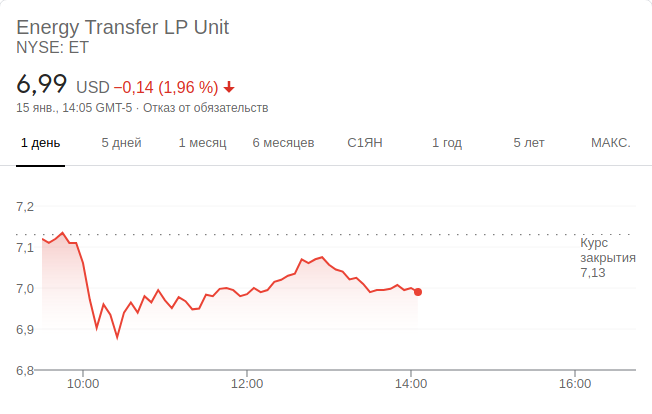 Energy Transfer LP Unit
NYSE: ET
6,99 USD −0,14 (1,96 %)
15 янв., 14:05 GMT-5 · Отказ от обязательств
1 день 5 дней 1 месяц 6 месяцев С1ЯН 1 год 5 лет МАКС.
7,2
7,1
7,0
6,9
6,8
Курс
закрытия
7,13
10:00 12:00 14:00 16:00